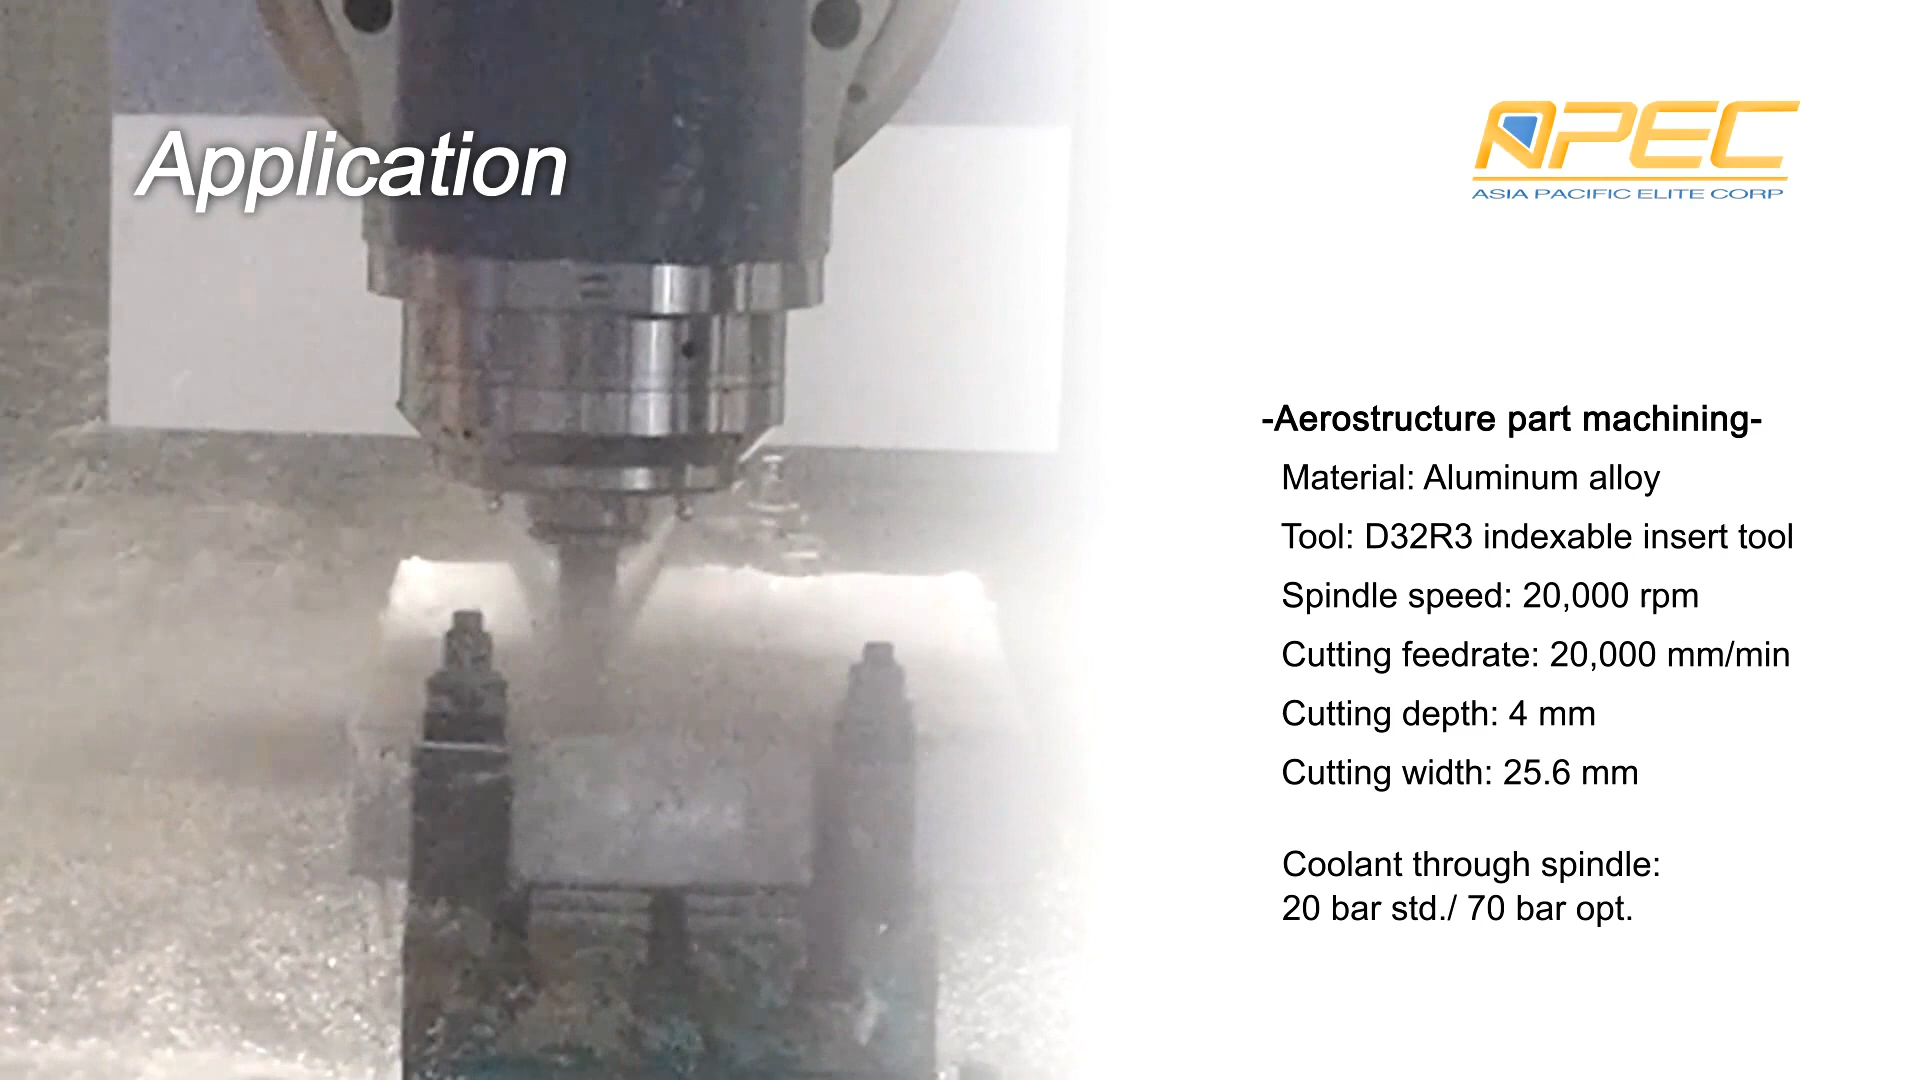 Application
APEC
ASIA PACIFIC ELITE CORP
-Aerostructure part machining-
Material: Aluminum alloy
Tool: D32R3 indexable insert tool
Spindle speed: 20,000 rpm
Cutting feedrate: 20,000 mm/min
Cutting depth: 4 mm
Cutting width: 25.6 mm
Coolant through spindle:
20 bar std./ 70 bar opt.